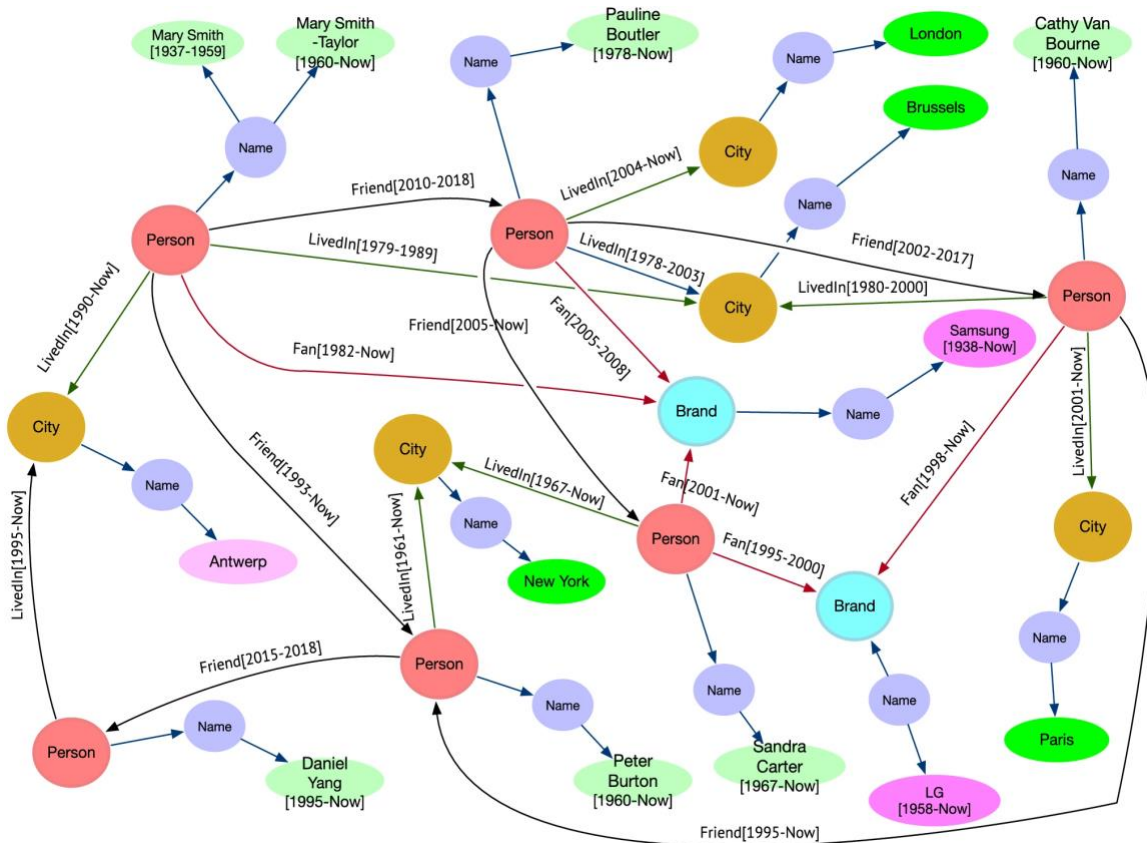 Mary Smith
[1937-1959]
Mary Smith
-Taylor
[1960-Now]
Pauline
Boutler
[1978-Now]
London
Cathy Van
Bourne
[1960-Now]
Name
Name
Name
Brussels
City
LivedIn[2004-Now]
Name
Name
Name
Friend[2010-2018]
Person
Person
LivedIn[1979-1989]
LivedIn[1978-2003]
Friend[2002-2017]
LivedIn[1980-2000]
City
Person
LivedIn[1990-Now]
Friend[2005-Now]
Fan[2005-2008]
Fan[1982-Now]
Samsung
[1938-Now]
Brand
Name
LivedIn[2001-Now]
City
City
Friend[1993-Now]
LivedIn[1967-Now]
Fan[2001-Now]
Fan[1998-Now]
Name
Name
City
Person
Fan[1995-2000]
LivedIn[1995-Now]
Antwerp
LivedIn[1961-Now]
New York
Brand
Name
Friend[2015-2018]
Person
Name
Name
Name
Name
Person
Daniel
Yang
[1995-Now]
Peter
Burton
[1960-Now]
Sandra
Carter
[1967-Now]
LG
[1958-Now]
Paris
Friend[1995-Now]